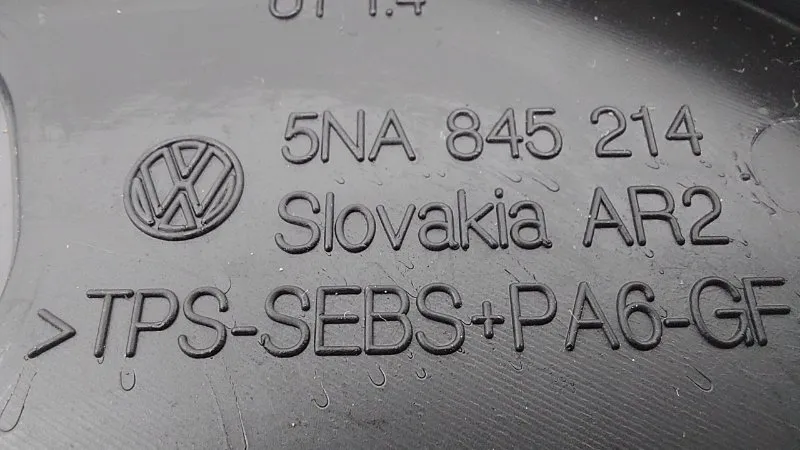 5NA 845 214
Slovakia AR2
>TPS-SEBS+PA6-GF